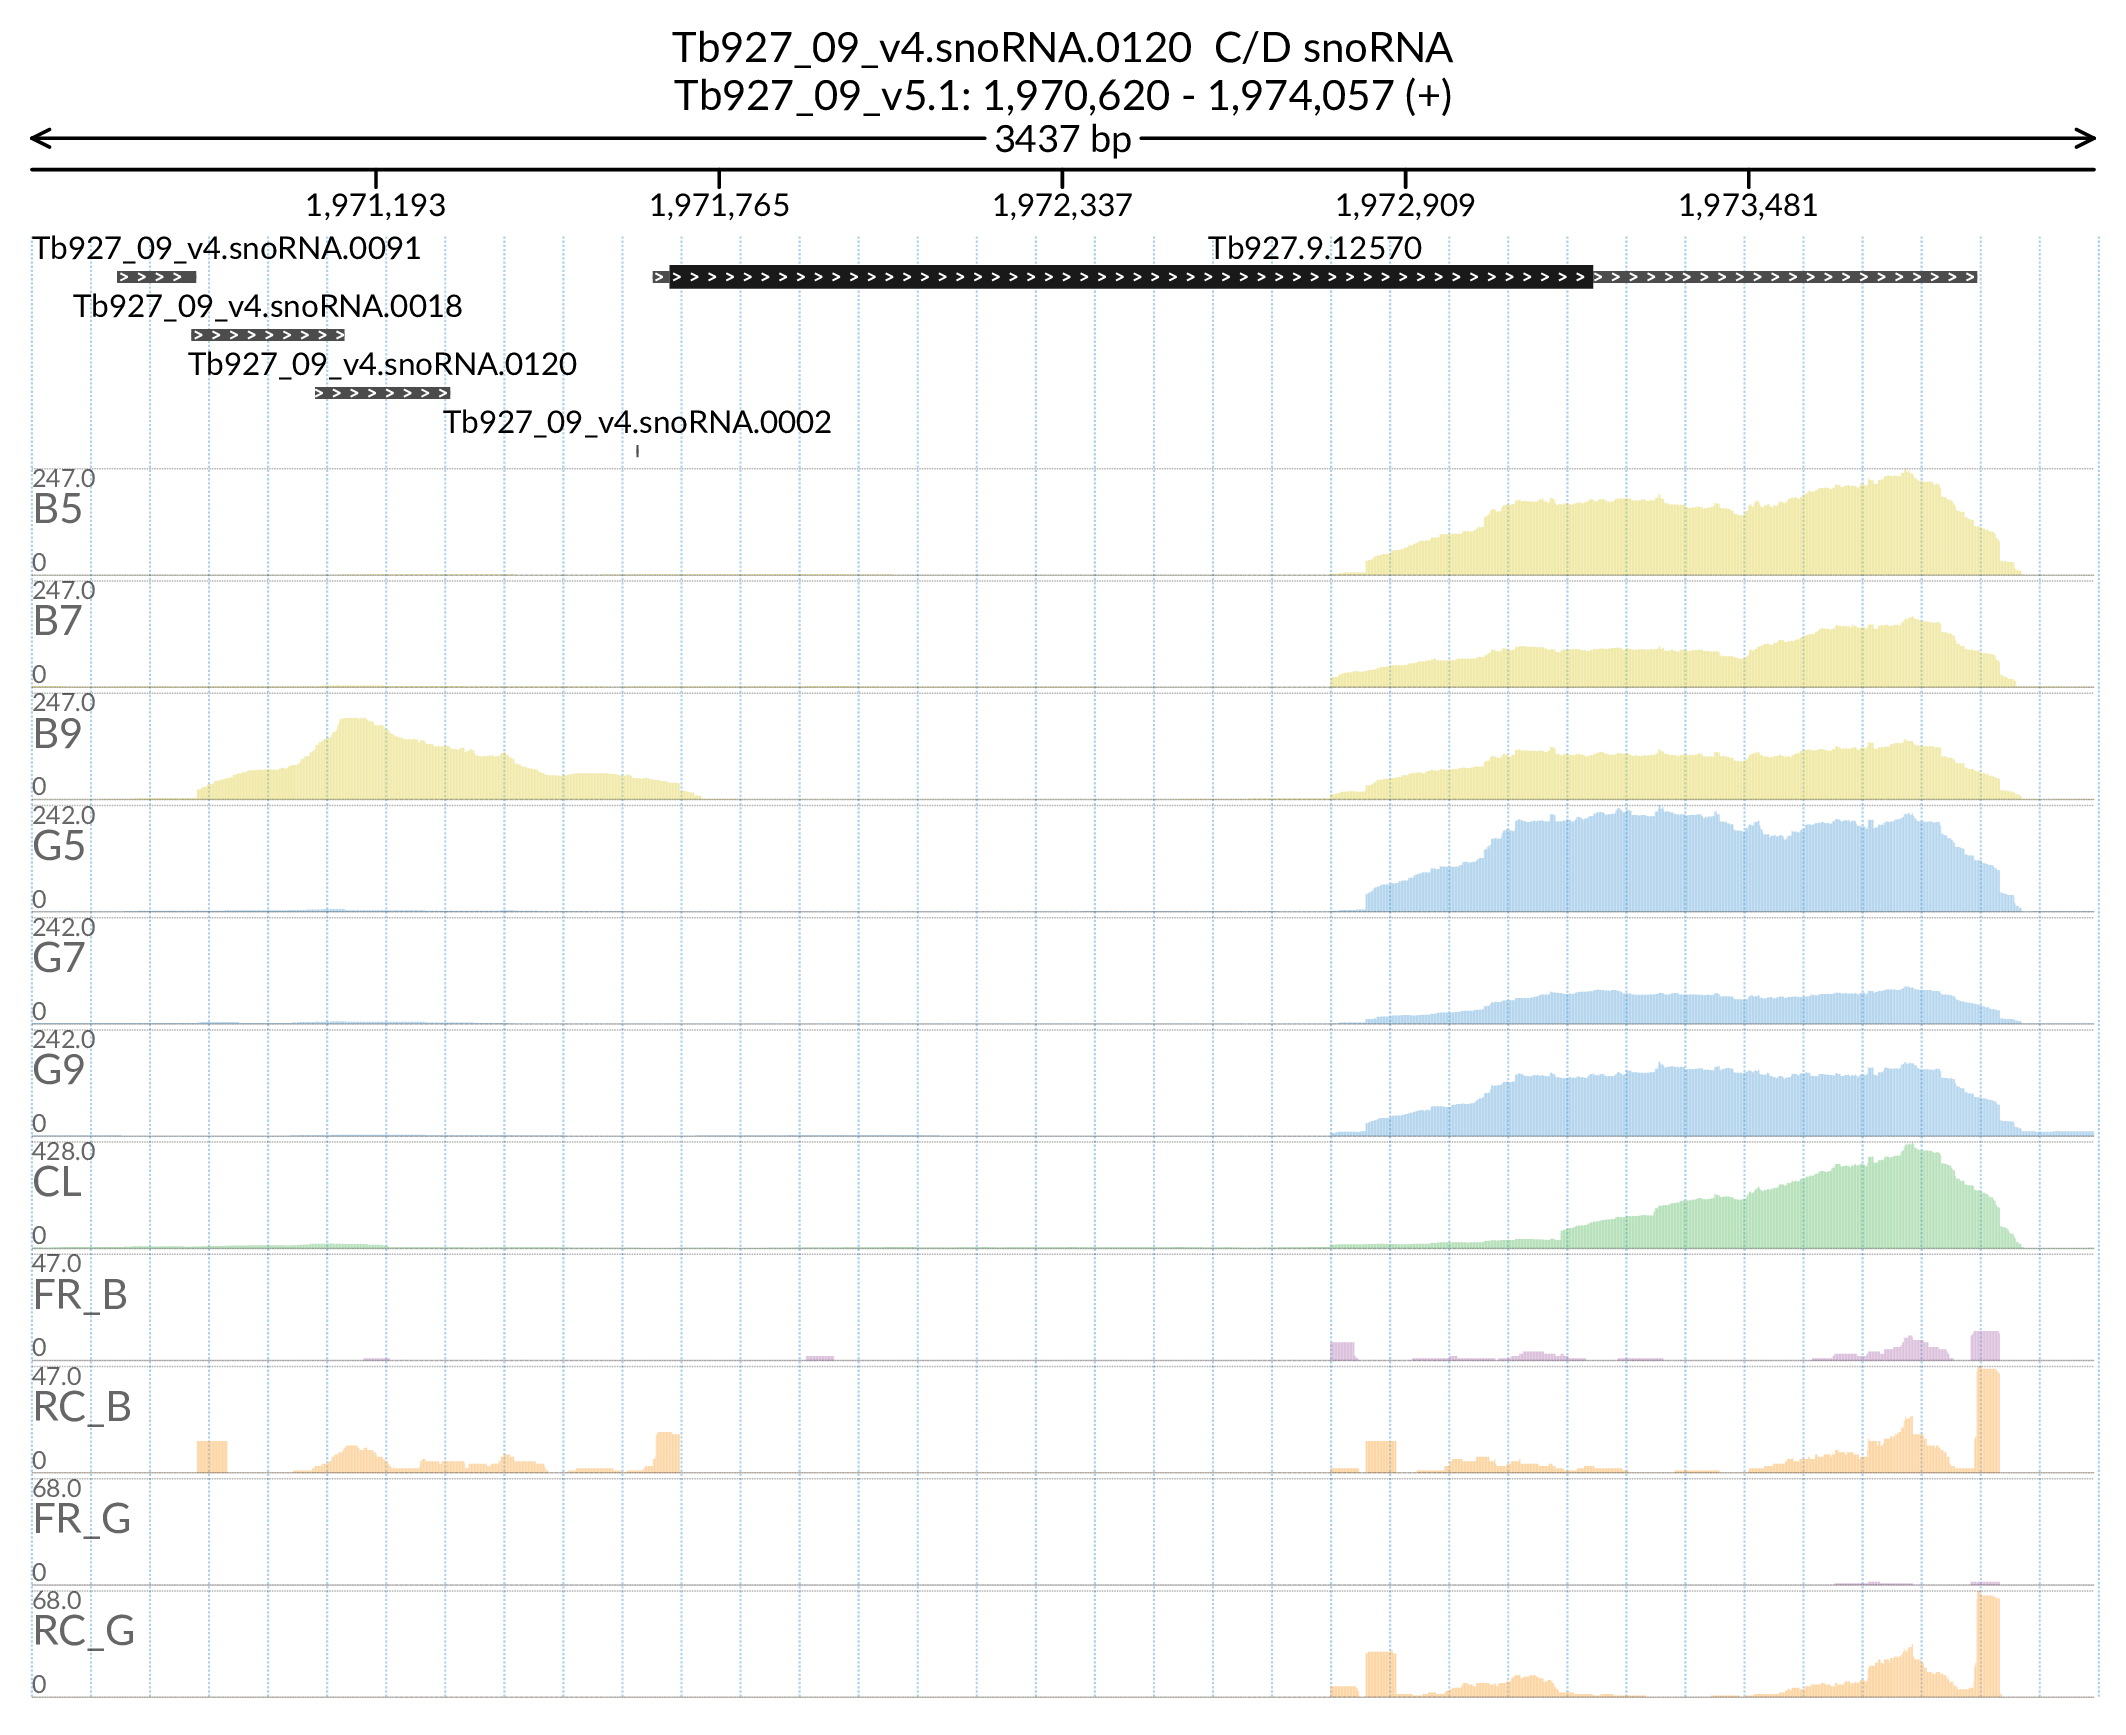 Tb927_09_v4.snoRNA.0120 C/D snoRNA
Tb927_09_v5.1: 1,970,620 - 1,974,057 (+)
3437 bp
1,971,193 1,971,765 1,972,337 1,972,909 1,973,481
Tb927_09_v4.snoRNA.0091 Tb927.9.12570
Tb927_09_v4.snoRNA.0018
Tb927_09_v4.snoRNA.0120
Tb927_09_v4.snoRNA.0002
247.0
B5
0
247.0
B7
0
247.0
B9
0
242.0
G5
0
242.0
G7
0
242.0
G9
0
428.0
CL
0
47.0
FR_B
0
47.0
RC_B
0
68.0
FR_G
0
68.0
RC_G
0